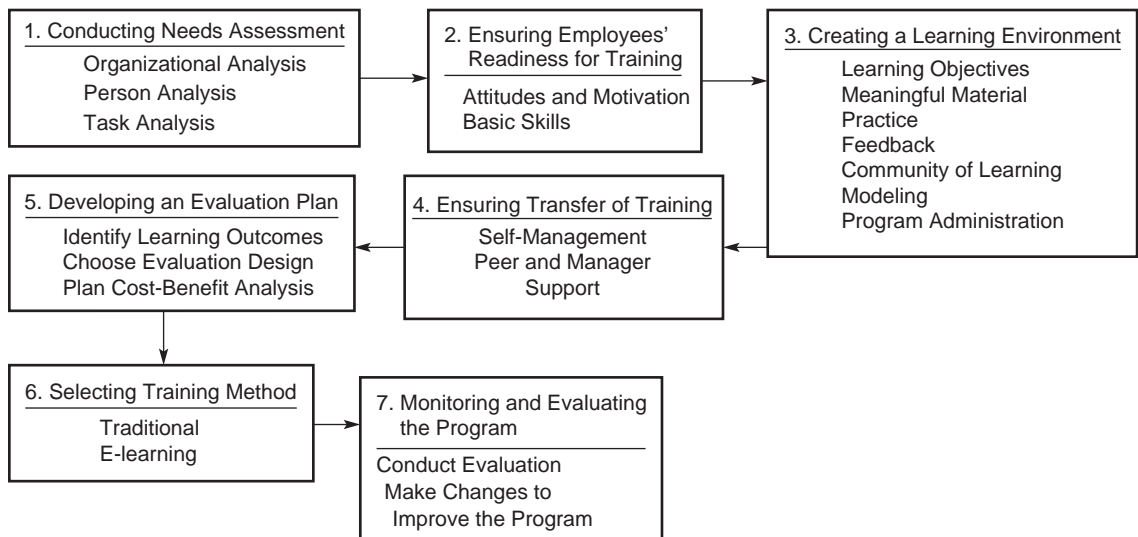 1. Conducting Needs Assessment
Organizational Analysis
Person Analysis
Task Analysis
2. Ensuring Employees’
Readiness for Training
Attitudes and Motivation
Basic Skills
3. Creating a Learning Environment
Learning Objectives
Meaningful Material
Practice
Feedback
Community of Learning
Modeling
Program Administration
4. Ensuring Transfer of Training
Self-Management
Peer and Manager
Support
5. Developing an Evaluation Plan
Identify Learning Outcomes
Choose Evaluation Design
Plan Cost-Benefit Analysis
6. Selecting Training Method
Traditional
E-learning
7. Monitoring and Evaluating
the Program
Conduct Evaluation
Make Changes to
Improve the Program